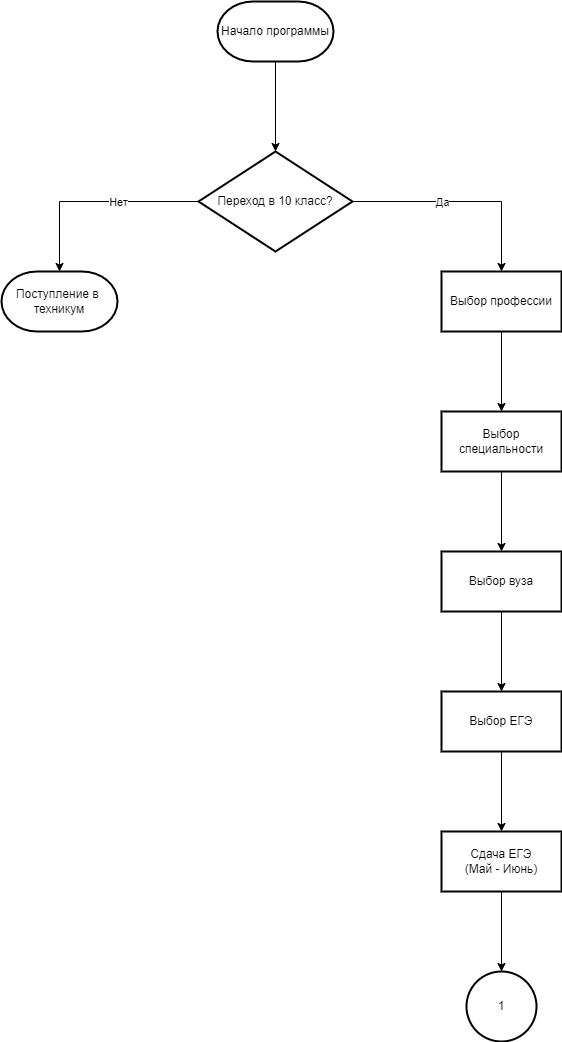 Начало программы
Переход в 10 класс?
Нет
Да
Поступление в
техникум
Выбор профессии
Выбор
специальности
Выбор вуза
Выбор ЕГЭ
Сдача ЕГЭ
(Май - Июнь)
1